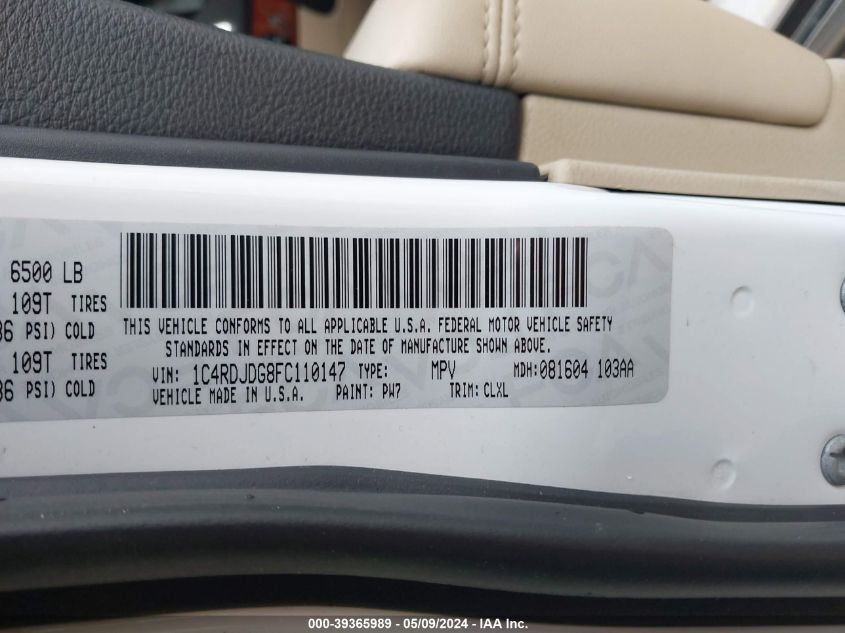 6500 LB
109T TIRES
36 PSI) COLD
109T TIRES
36 PSI) COLD
THIS VEHICLE CONFORMS TO ALL APPLICABLE U.S.A. FEDERAL MOTOR VEHICLE SAFETY
STANDARDS IN EFFECT ON THE DATE OF MANUFACTURE SHOWN ABOVE.
VIN: 1C4RDJDG8FC110147 TYPE: MPV MDH:081604 103AA
VEHICLE MADE IN U.S.A. PAINT: PW7 TRIM: CLXL
000-39365989 - 05/09/2024 - IAA Inc.